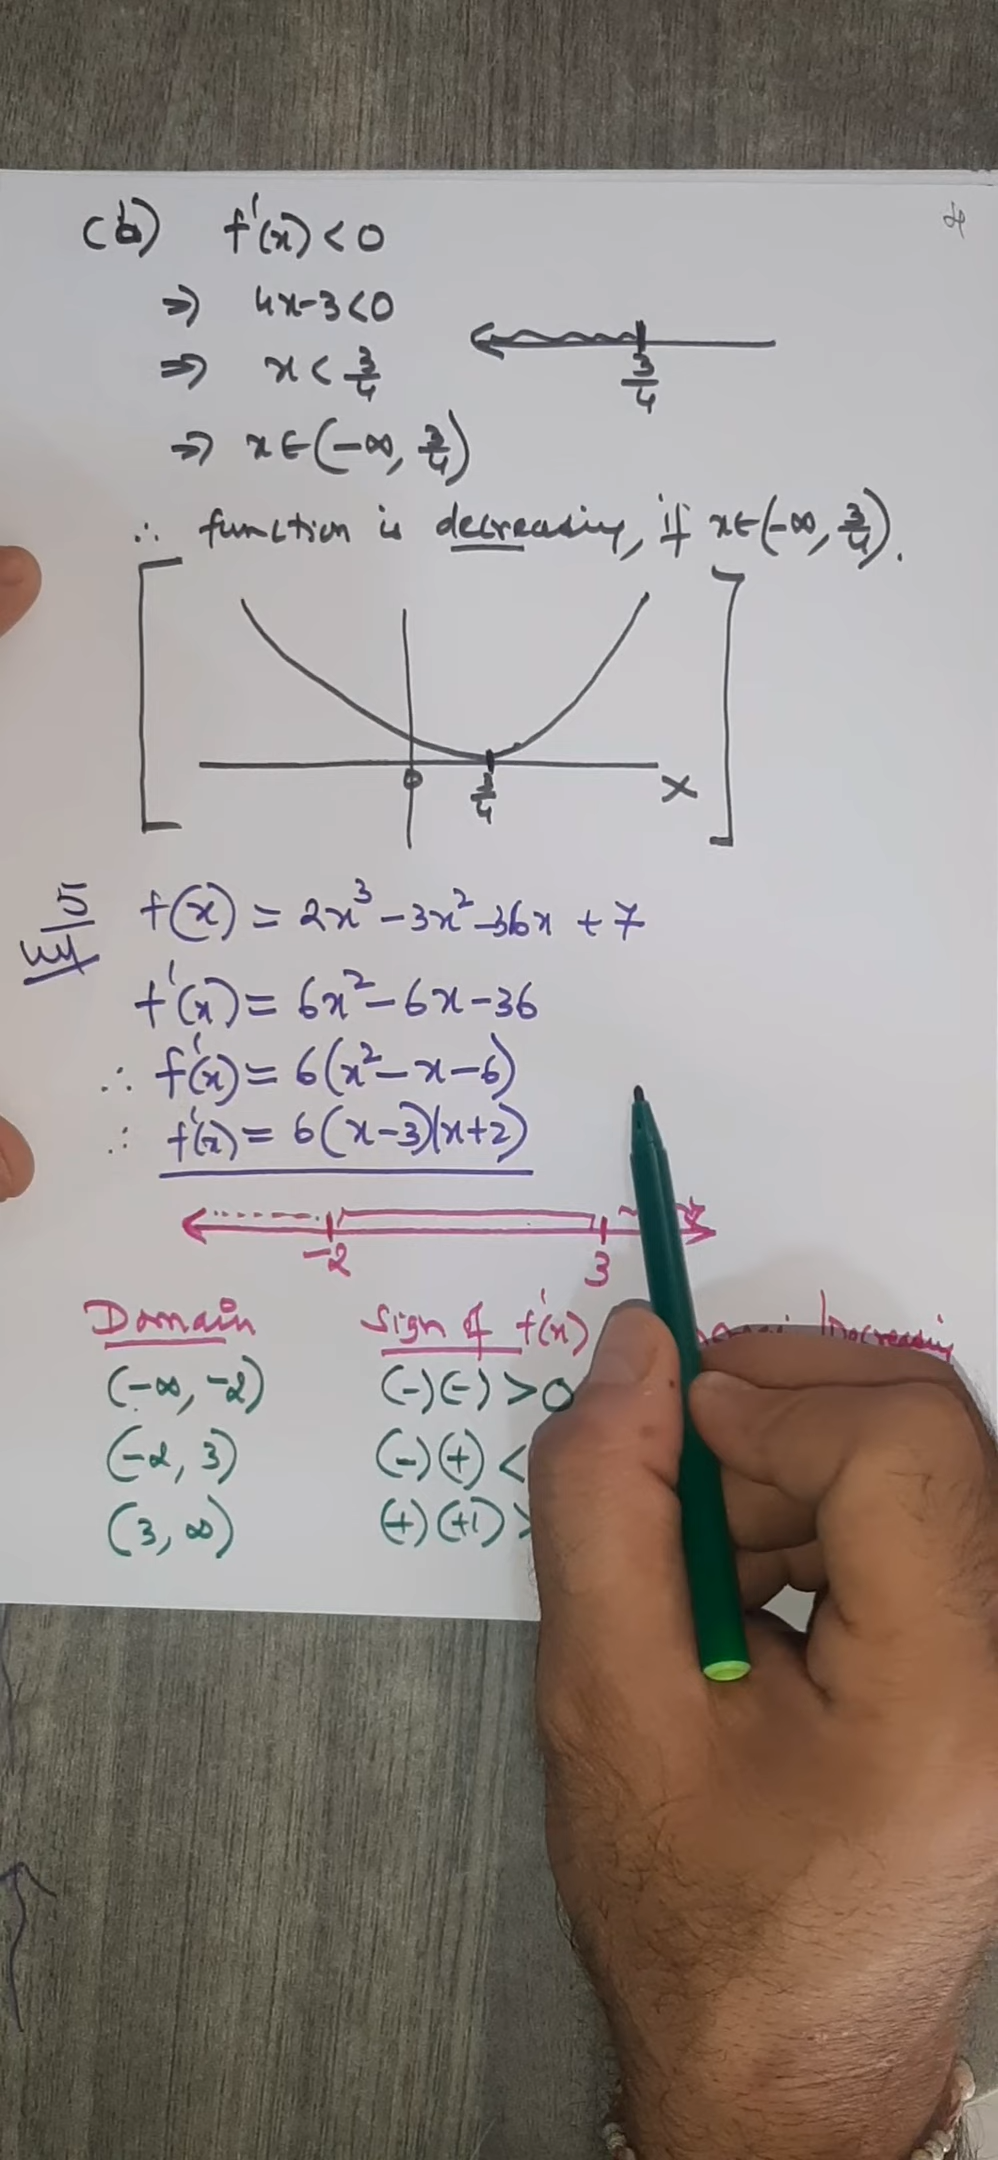 4
(b) f'(x) < 0
⇒ 4x-3<0
⇒ x < 3/4
3/4
⇒ x∈(-∞, 3/4)
∴ function is decreasing, if x∈(-∞, 3/4).
0 3/4 X
5 f(x) = 2x³ - 3x² - 36x + 7
f'(x) = 6x² - 6x - 36
∴ f'(x) = 6(x² - x - 6)
∴ f'(x) = 6(x-3)(x+2)
-2 3
Domain Sign of f'(x) Increasing
(-∞, -2) (-)(-) > 0
(-2, 3) (-)(+) <
(3, ∞) (+)(+) >